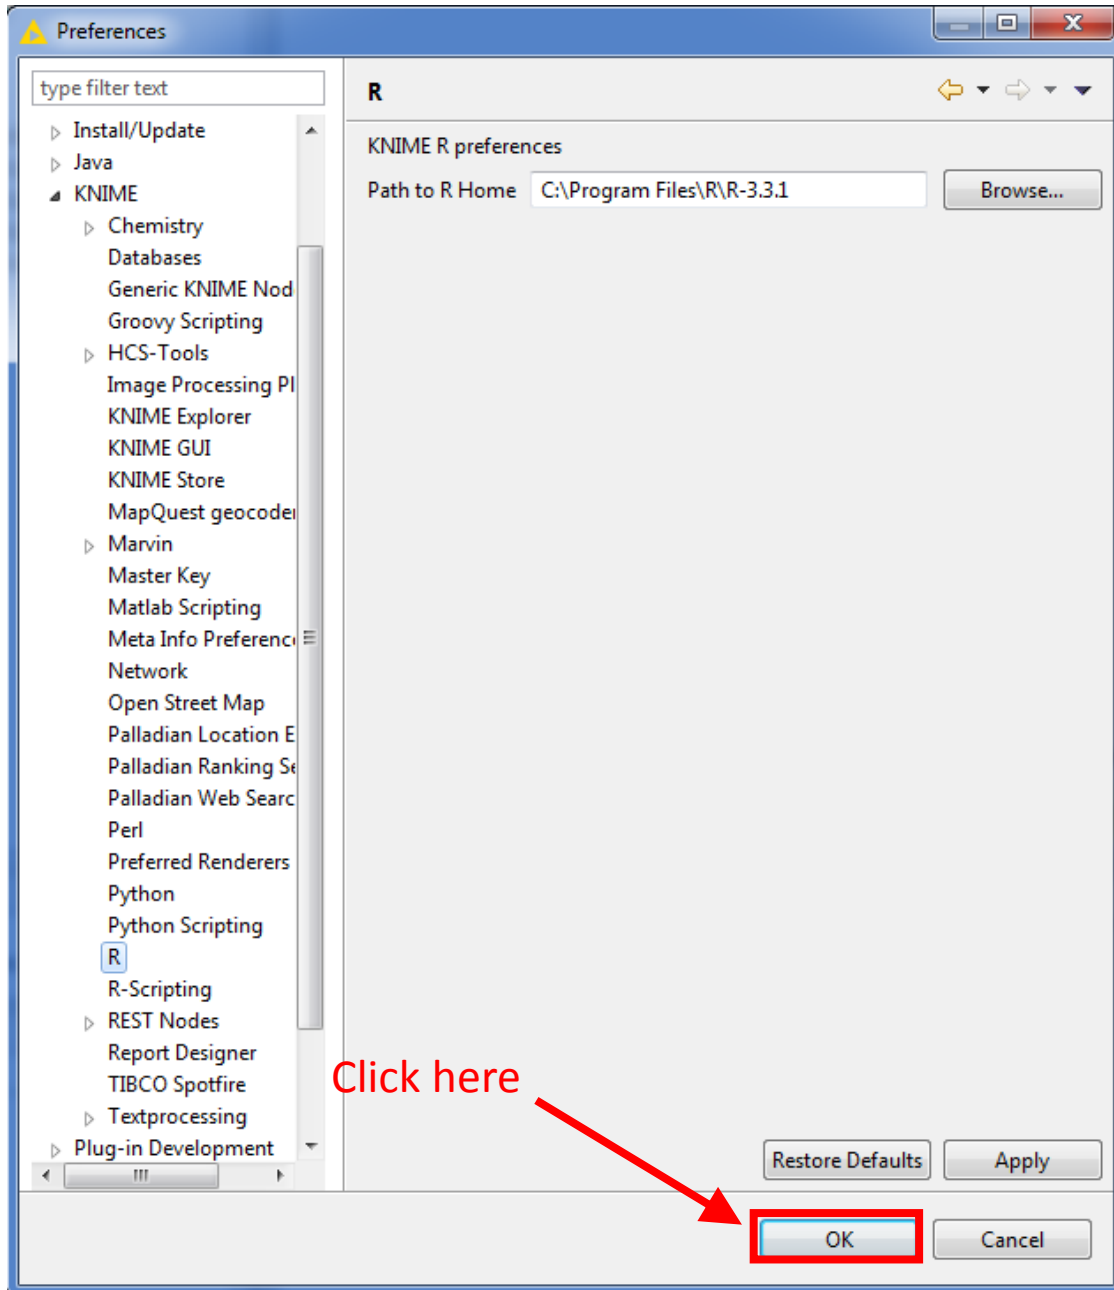 Preferences
type filter text
Install/Update
Java
KNIME
Chemistry
Databases
Generic KNIME Nod
Groovy Scripting
HCS-Tools
Image Processing Pl
KNIME Explorer
KNIME GUI
KNIME Store
MapQuest geocoder
Marvin
Master Key
Matlab Scripting
Meta Info Preference
Network
Open Street Map
Palladian Location E
Palladian Ranking Se
Palladian Web Searc
Perl
Preferred Renderers
Python
Python Scripting
R
R-Scripting
REST Nodes
Report Designer
TIBCO Spotfire
Textprocessing
Plug-in Development
R
KNIME R preferences
Path to R Home C:\Program Files\R\R-3.3.1 Browse...
Click here
Restore Defaults Apply
OK Cancel